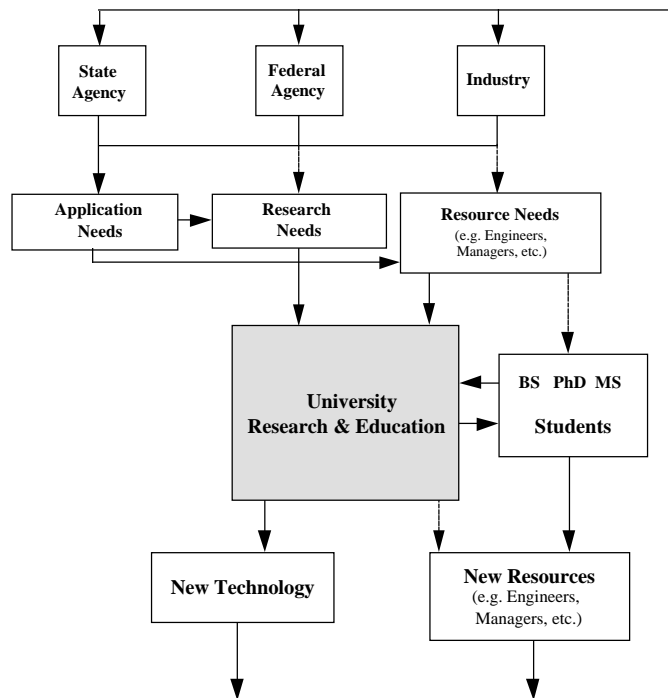 State
Agency
Federal
Agency
Industry
Application
Needs
Research
Needs
Resource Needs
(e.g. Engineers,
Managers, etc.)
University
Research & Education
BS PhD MS
Students
New Technology
New Resources
(e.g. Engineers,
Managers, etc.)